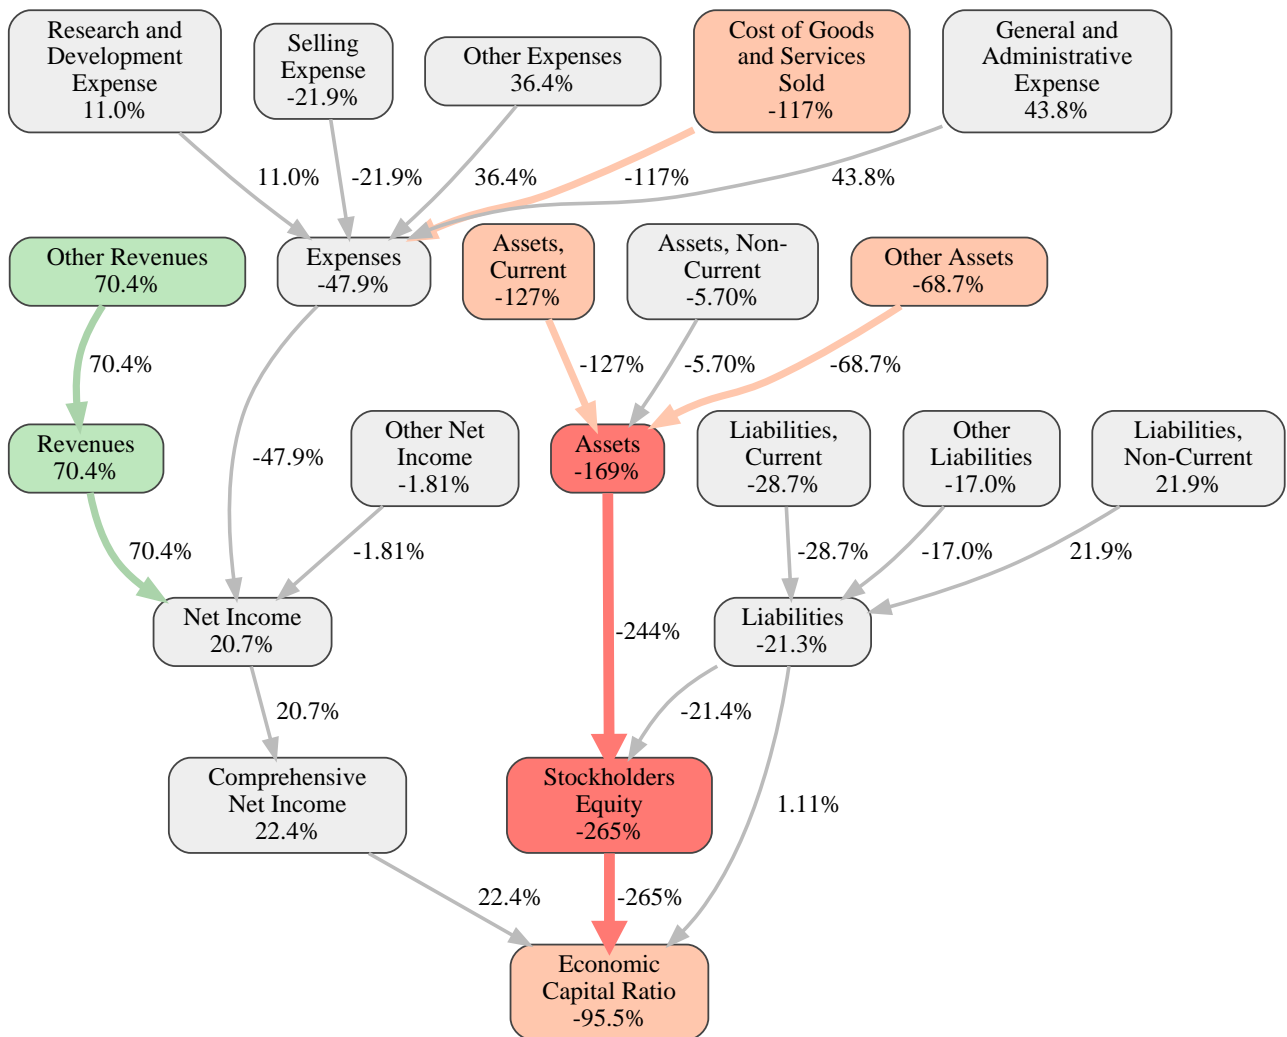 Research and
Development
Expense
11.0%
Selling
Expense
-21.9%
Other Expenses
36.4%
Cost of Goods
and Services
Sold
-117%
General and
Administrative
Expense
43.8%
11.0%
-21.9%
36.4%
-117%
43.8%
Other Revenues
70.4%
Expenses
-47.9%
Assets,
Current
-127%
Assets, Non-
Current
-5.70%
Other Assets
-68.7%
70.4%
-127%
-5.70%
-68.7%
Revenues
70.4%
-47.9%
Other Net
Income
-1.81%
Assets
-169%
Liabilities,
Current
-28.7%
Other
Liabilities
-17.0%
Liabilities,
Non-Current
21.9%
70.4%
-1.81%
-28.7%
-17.0%
21.9%
Net Income
20.7%
-244%
Liabilities
-21.3%
20.7%
-21.4%
Comprehensive
Net Income
22.4%
Stockholders
Equity
-265%
1.11%
22.4%
-265%
Economic
Capital Ratio
-95.5%